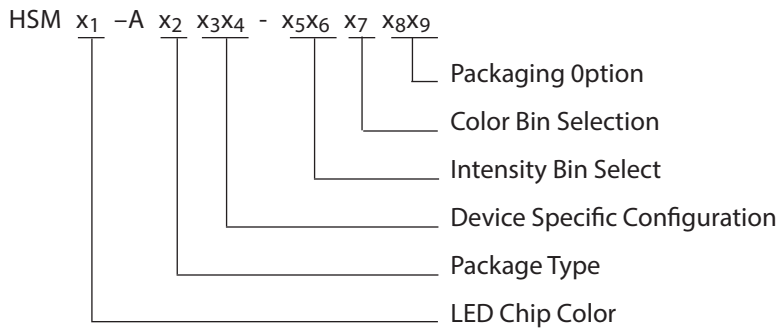 HSM x1 –A x2 x3x4 - x5x6 x7 x8x9
Packaging 0ption
Color Bin Selection
Intensity Bin Select
Device Specific Configuration
Package Type
LED Chip Color